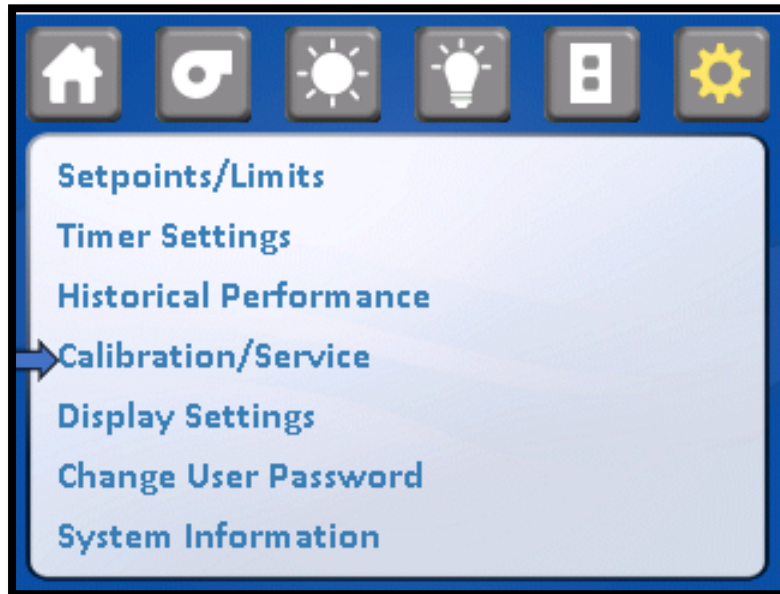 Setpoints/Limits
Timer Settings
Historical Performance
Calibration/Service
Display Settings
Change User Password
System Information